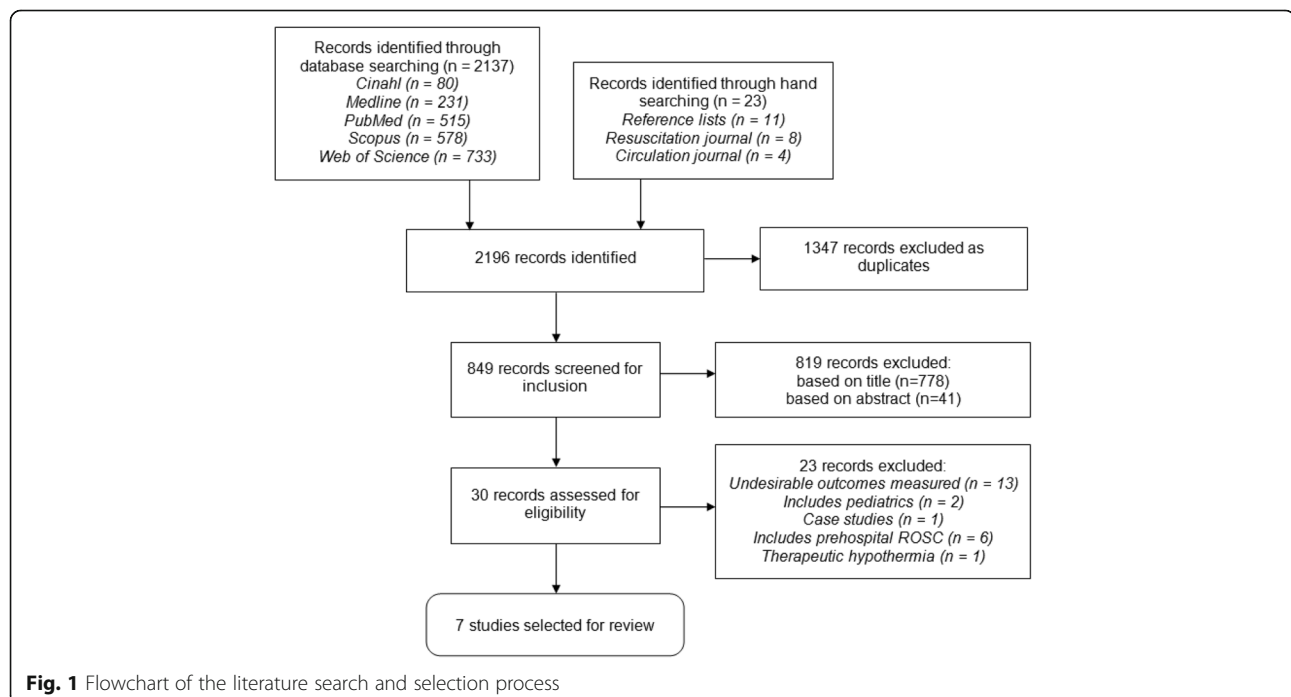 Records identified through
database searching (n = 2137)
Cinahl (n = 80)
Medline (n = 231)
PubMed (n = 515)
Scopus (n = 578)
Web of Science (n = 733)
Records identified through hand
searching (n = 23)
Reference lists (n = 11)
Resuscitation journal (n = 8)
Circulation journal (n = 4)
2196 records identified
1347 records excluded as
duplicates
849 records screened for
inclusion
819 records excluded:
based on title (n=778)
based on abstract (n=41)
30 records assessed for
eligibility
23 records excluded:
Undesirable outcomes measured (n = 13)
Includes pediatrics (n = 2)
Case studies (n = 1)
Includes prehospital ROSC (n = 6)
Therapeutic hypothermia (n = 1)
7 studies selected for review
Fig. 1 Flowchart of the literature search and selection process